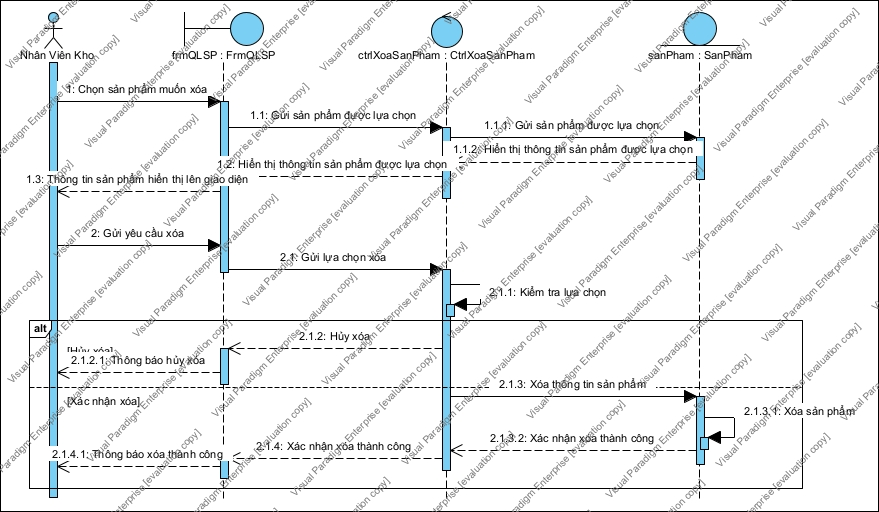 Nhân Viên Kho
frmQLSP : FrmQLSP
ctrlXoaSanPham : CtrlXoaSanPham
sanPham : SanPham
1: Chọn sản phẩm muốn xóa
1.1: Gửi sản phẩm được lựa chọn
1.1.1: Gửi sản phẩm được lựa chọn
1.1.2: Hiển thị thông tin sản phẩm được lựa chọn
1.2: Hiển thị thông tin sản phẩm được lựa chọn
1.3: Thông tin sản phẩm hiển thị lên giao diện
2: Gửi yêu cầu xóa
2.1: Gửi lựa chọn xóa
2.1.1: Kiểm tra lựa chọn
alt
2.1.2: Hủy xóa
[Hủy xóa]
2.1.2.1: Thông báo hủy xóa
2.1.3: Xóa thông tin sản phẩm
[Xác nhận xóa]
2.1.3.1: Xóa sản phẩm
2.1.3.2: Xác nhận xóa thành công
2.1.4: Xác nhận xóa thành công
2.1.4.1: Thông báo xóa thành công
Visual Paradigm Enterprise [evaluation copy]